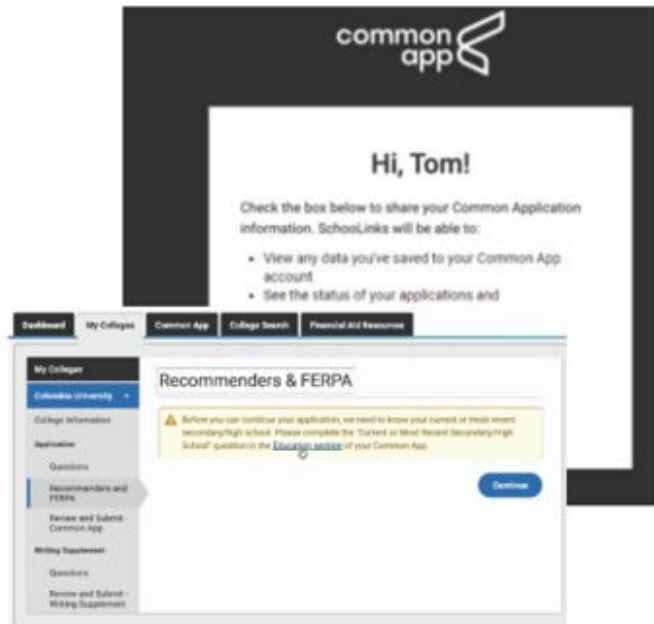 common
app
Hi, Tom!
Check the box below to share your Common Application
information. SchooLinks will be able to:
• View any data you've saved to your Common App
account
• See the status of your applications and
Dashboard My Colleges Common App College Search Financial Aid Resources
My Colleges
Columbia University
College Information
Application
Questions
Recommenders and
FERPA
Review and Submit -
Common App
Writing Supplement
Questions
Review and Submit -
Writing Supplement
Recommenders & FERPA
Before you can continue your application, we need to know your current or most recent
secondary/high school. Please complete the "Current or Most Recent Secondary/High
School" question in the Education section of your Common App.
Continue